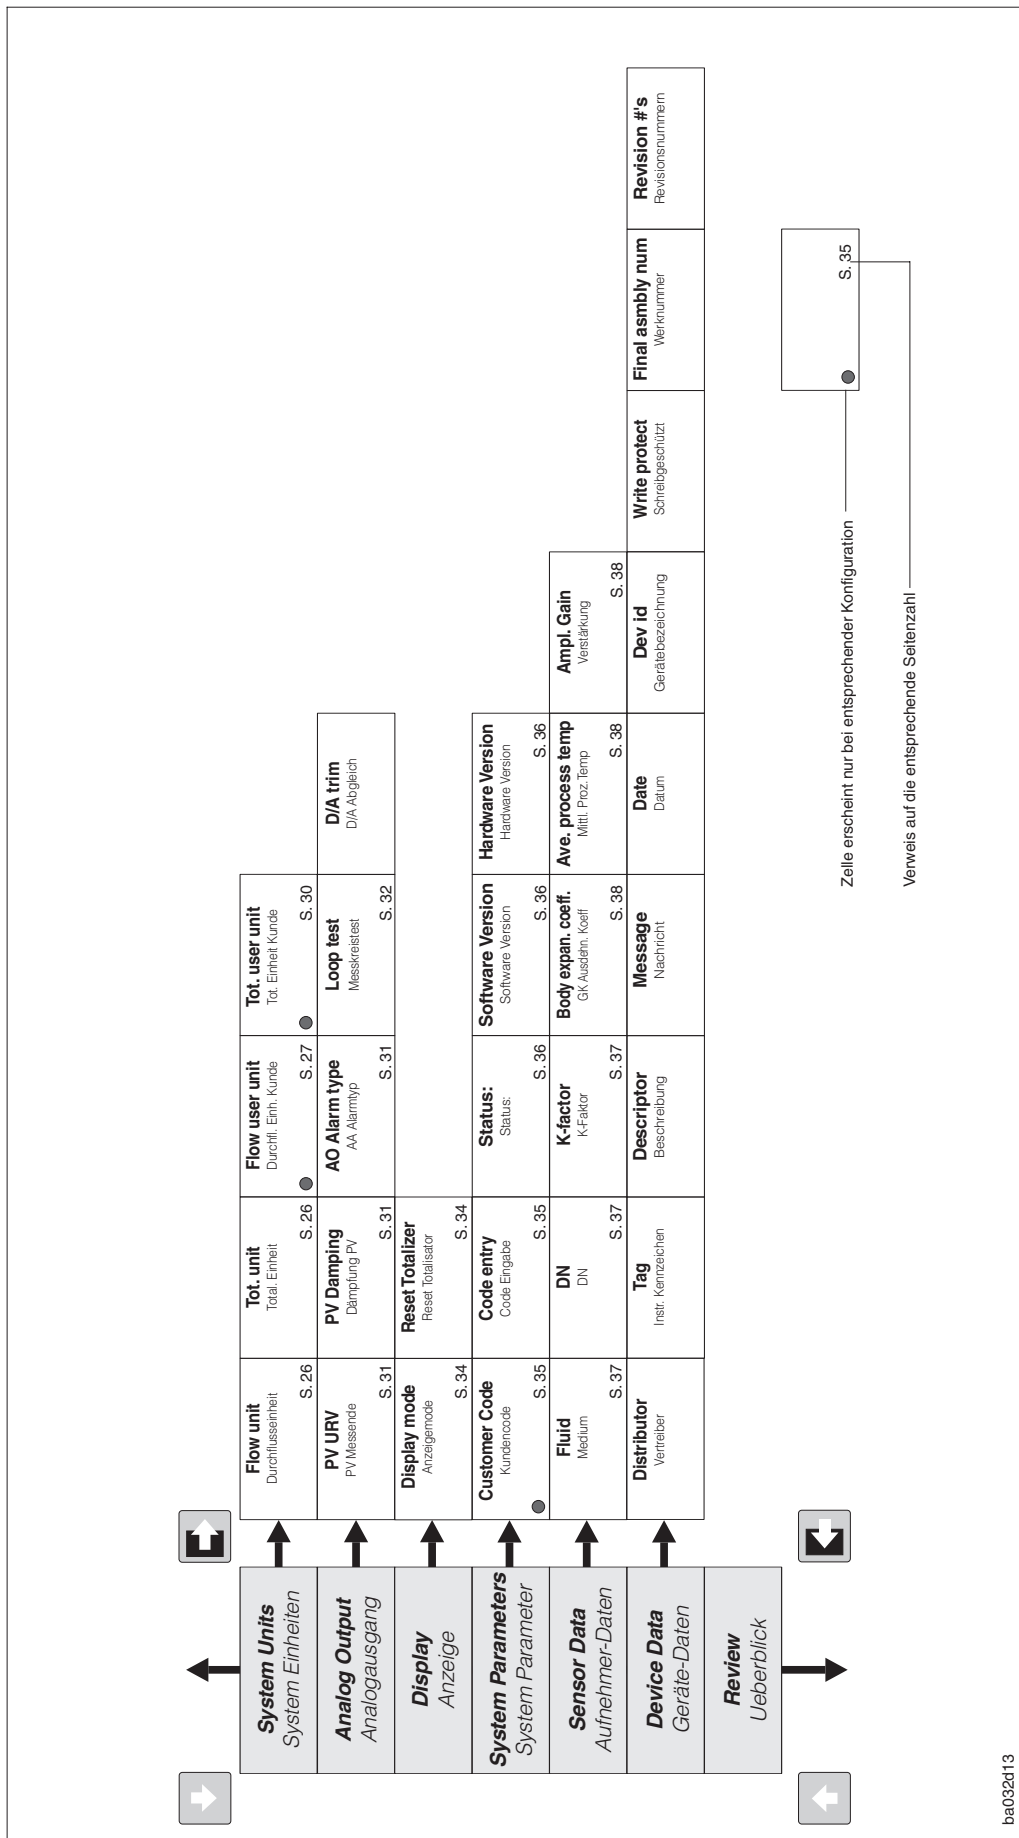 System Units
System Einheiten
Flow unit
Durchflusseinheit
S. 26
Tot. unit
Total. Einheit
S. 26
Flow user unit
Durchfl. Einh. Kunde
S. 27
Tot. user unit
Tot. Einheit Kunde
S. 30
Analog Output
Analogausgang
PV URV
PV Messende
S. 31
PV Damping
Dämpfung PV
S. 31
AO Alarm type
AA Alarmtyp
S. 31
Loop test
Messkreistest
S. 32
D/A trim
D/A Abgleich
Display
Anzeige
Display mode
Anzeigemode
S. 34
Reset Totalizer
Reset Totalisator
S. 34
System Parameters
System Parameter
Customer Code
Kundencode
S. 35
Code entry
Code Eingabe
S. 35
Status:
Status:
S. 36
Software Version
Software Version
S. 36
Hardware Version
Hardware Version
S. 36
Sensor Data
Aufnehmer-Daten
Fluid
Medium
S. 37
DN
DN
S. 37
K-factor
K-Faktor
S. 37
Body expan. coeff.
GK Ausdehn. Koeff
S. 38
Ave. process temp
Mittl. Proz.Temp
S. 38
Ampl. Gain
Verstärkung
S. 38
Device Data
Geräte-Daten
Distributor
Vertreiber
Tag
Instr. Kennzeichen
Descriptor
Beschreibung
Message
Nachricht
Date
Datum
Dev id
Gerätebezeichnung
Write protect
Schreibgeschützt
Final asmbly num
Werknummer
Revision #'s
Revisionsnummern
Review
Ueberblick
S. 35
Zelle erscheint nur bei entsprechender Konfiguration
Verweis auf die entsprechende Seitenzahl
ba032d13